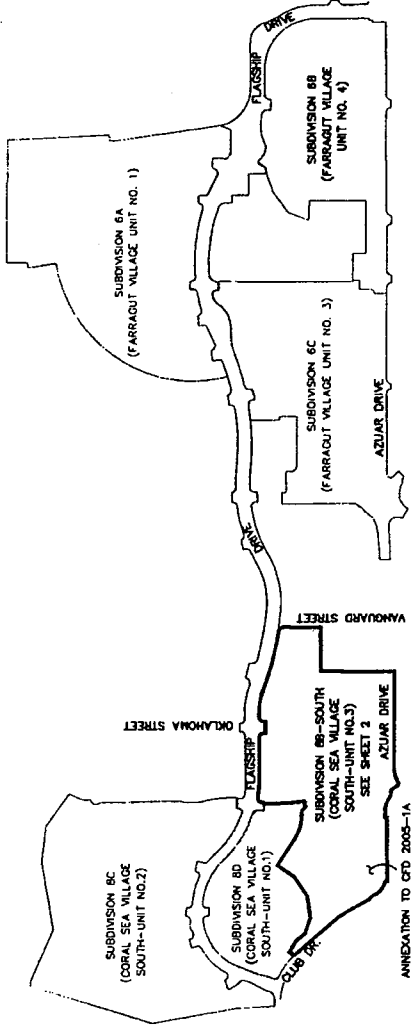 SUBDIVISION 8C
(CORAL SEA VILLAGE
SOUTH-UNIT NO.2)
SUBDIVISION 8D
(CORAL SEA VILLAGE
SOUTH-UNIT NO.1)
CLUB DR.
ANNEXATION TO CFD 2005-1A
FLAGSHIP
OKLAHOMA STREET
SUBDIVISION 8B-SOUTH
(CORAL SEA VILLAGE
SOUTH-UNIT NO.3)
SEE SHEET 2
AZUAR DRIVE
VANGUARD STREET
DRIVE
SUBDIVISION 6A
(FARRAGUT VILLAGE UNIT NO. 1)
SUBDIVISION 6C
(FARRAGUT VILLAGE UNIT NO. 3)
AZUAR DRIVE
FLAGSHIP
DRIVE
SUBDIVISION 6B
(FARRAGUT VILLAGE
UNIT NO. 4)